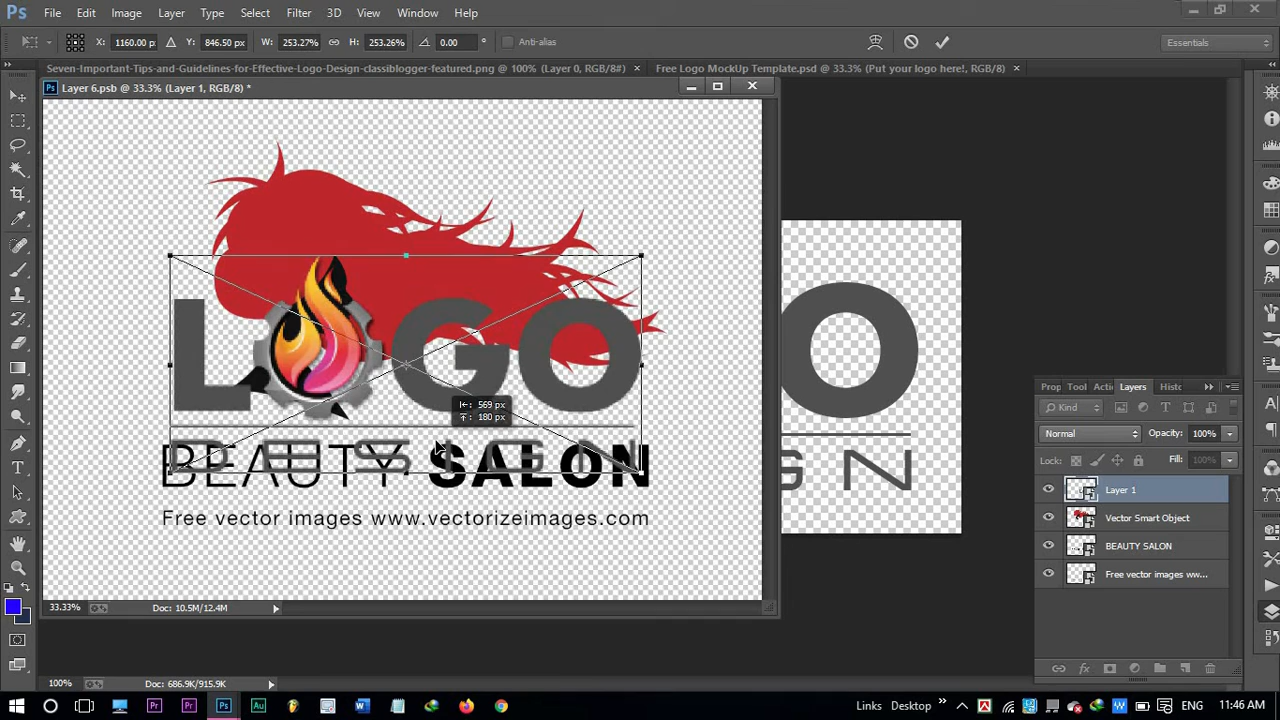 Ps File Edit Image Layer Type Select Filter 3D View Window Help
X: 1160.00 px Y: 846.50 px W: 253.27% H: 253.26% 0.00 ° Anti-alias Essentials
Seven-Important-Tips-and-Guidelines-for-Effective-Logo-Design-classiblogger-featured.png @ 100% (Layer 0, RGB/8#) × Free Logo MockUp Template.psd @ 33.3% (Put your logo here!, RGB/8) ×
Ps Layer 6.psb @ 33.3% (Layer 1, RGB/8) *
LOGO
O
569 px
180 px
DESIGN
G N
BEAUTY SALON
Free vector images www.vectorizeimages.com
33.33% Doc: 10.5M/12.4M
Prop Tool Acti Layers Histo
Kind
Normal Opacity: 100%
Lock: Fill: 100%
Layer 1
Vector Smart Object
BEAUTY SALON
Free vector images ww...
100% Doc: 686.9K/915.9K
Links Desktop 11:46 AM